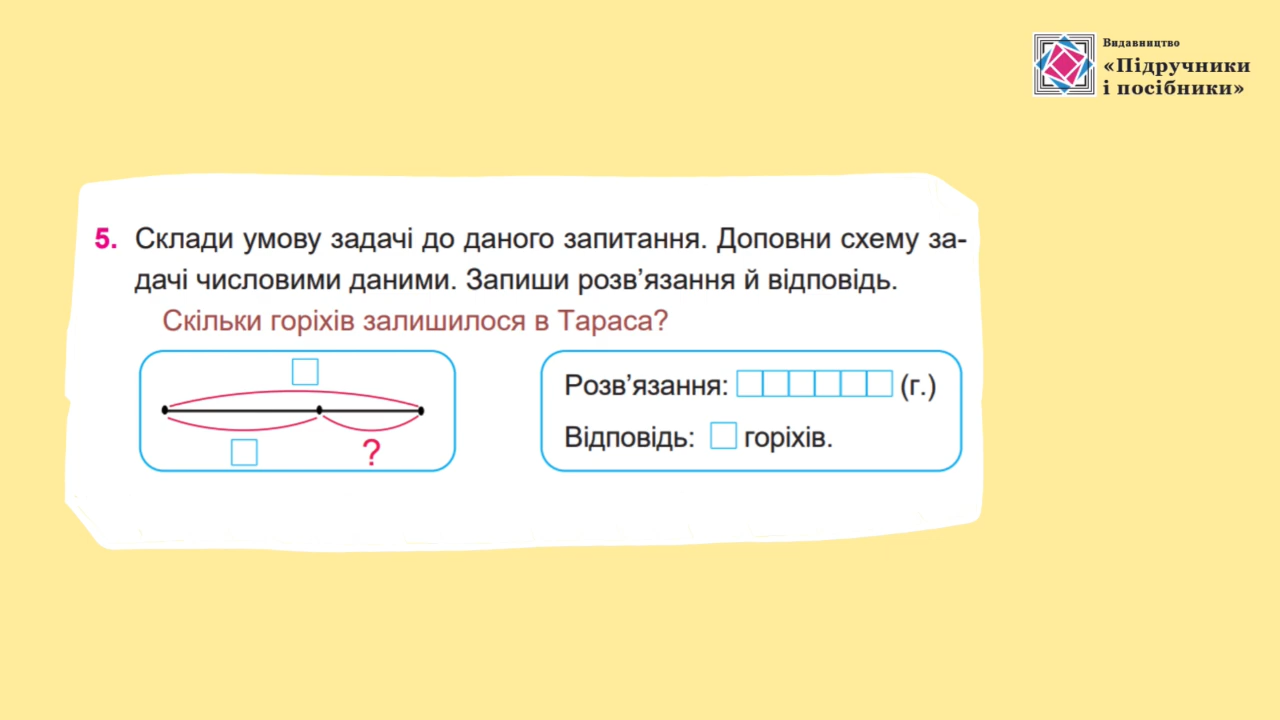 Видавництво
«Підручники
і посібники»
5. Склади умову задачі до даного запитання. Доповни схему за-
дачі числовими даними. Запиши розв’язання й відповідь.
Скільки горіхів залишилося в Тараса?
?
Розв’язання: (г.)
Відповідь: горіхів.